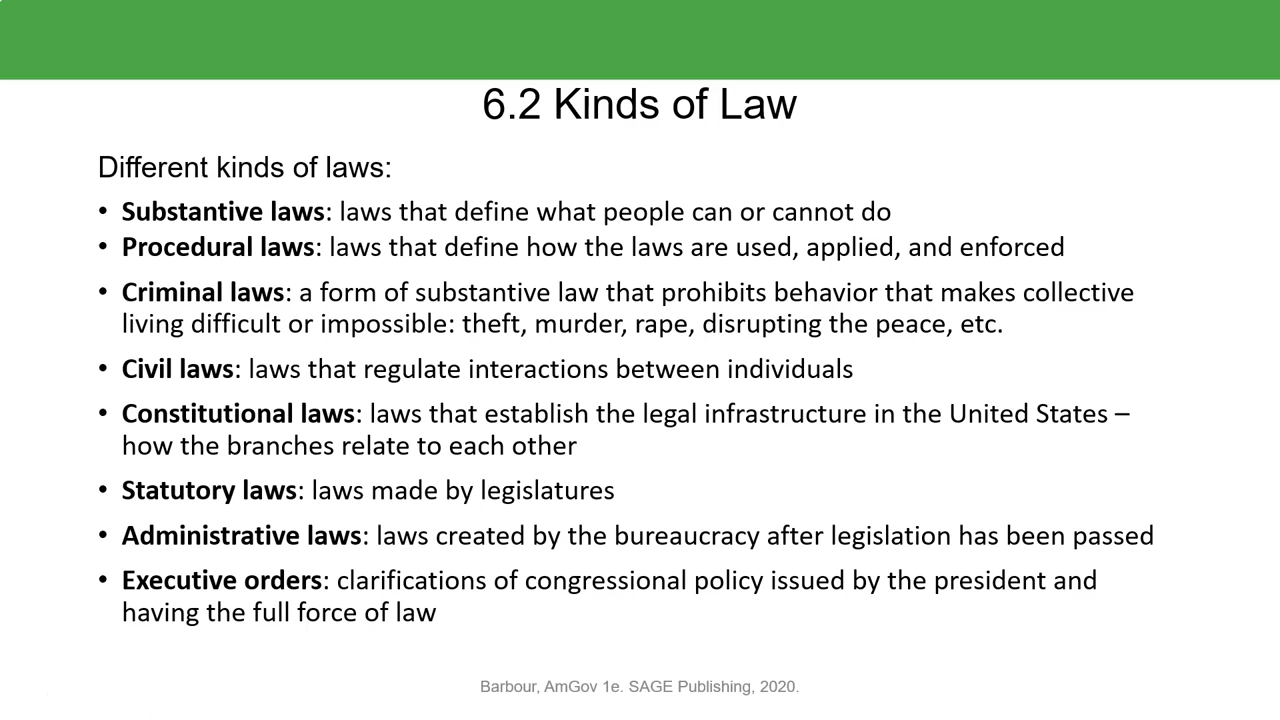 6.2 Kinds of Law
Different kinds of laws:
• Substantive laws: laws that define what people can or cannot do
• Procedural laws: laws that define how the laws are used, applied, and enforced
• Criminal laws: a form of substantive law that prohibits behavior that makes collective
living difficult or impossible: theft, murder, rape, disrupting the peace, etc.
• Civil laws: laws that regulate interactions between individuals
• Constitutional laws: laws that establish the legal infrastructure in the United States –
how the branches relate to each other
• Statutory laws: laws made by legislatures
• Administrative laws: laws created by the bureaucracy after legislation has been passed
• Executive orders: clarifications of congressional policy issued by the president and
having the full force of law
Barbour, AmGov 1e. SAGE Publishing, 2020.